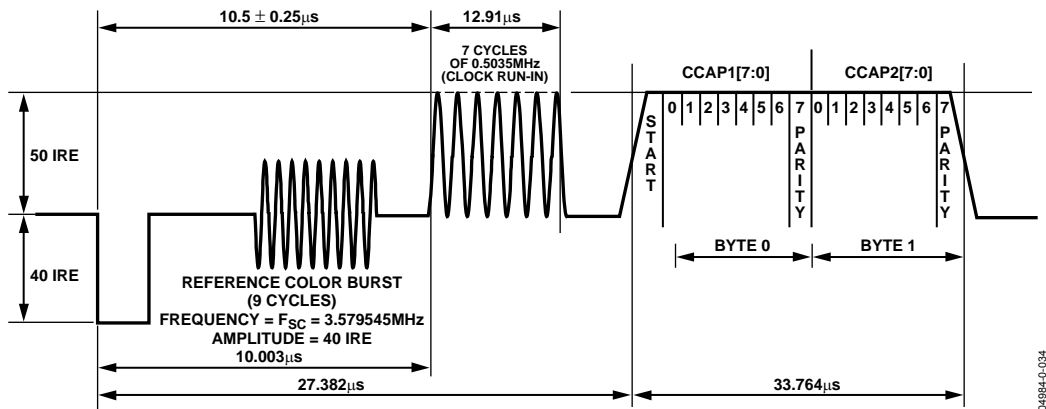 10.5 ± 0.25µs
12.91µs
7 CYCLES
OF 0.5035MHz
(CLOCK RUN-IN)
CCAP1[7:0]
CCAP2[7:0]
0 1 2 3 4 5 6 7 0 1 2 3 4 5 6 7
START
PARITY
PARITY
50 IRE
40 IRE
BYTE 0
BYTE 1
REFERENCE COLOR BURST
(9 CYCLES)
FREQUENCY = FSC = 3.579545MHz
AMPLITUDE = 40 IRE
10.003µs
27.382µs
33.764µs
04984-0-034